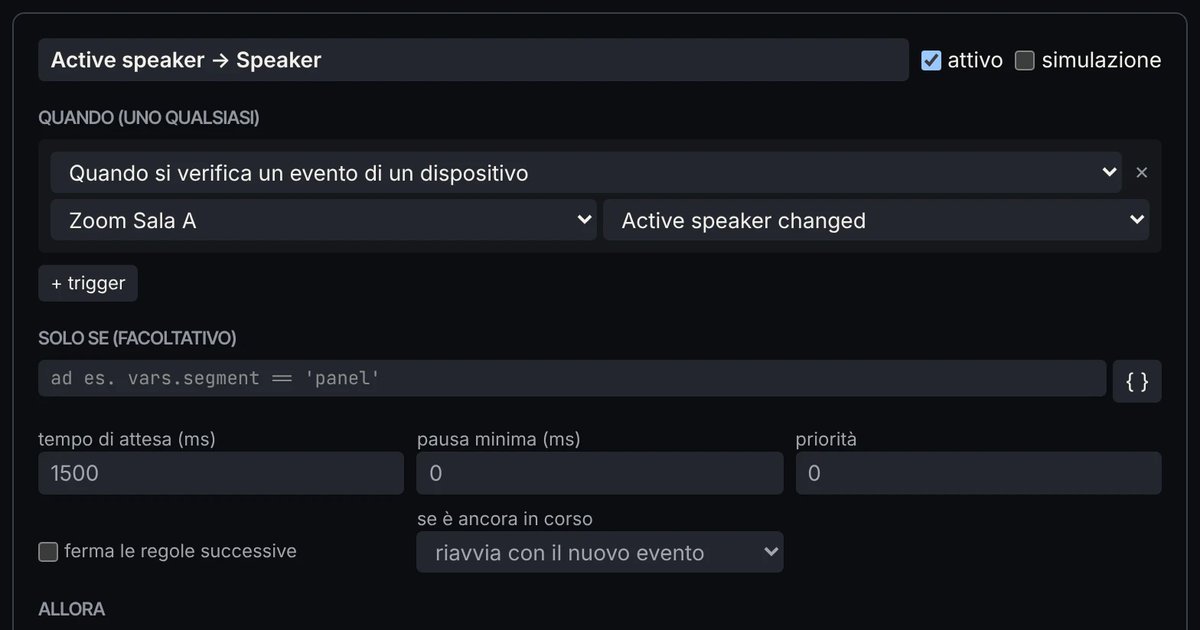 Active speaker → Speaker
attivo
simulazione
QUANDO (UNO QUALSIASI)
Quando si verifica un evento di un dispositivo
×
Zoom Sala A
Active speaker changed
+ trigger
SOLO SE (FACOLTATIVO)
ad es. vars.segment == 'panel'
{ }
tempo di attesa (ms)
pausa minima (ms)
priorità
1500
0
0
se è ancora in corso
ferma le regole successive
riavvia con il nuovo evento
ALLORA